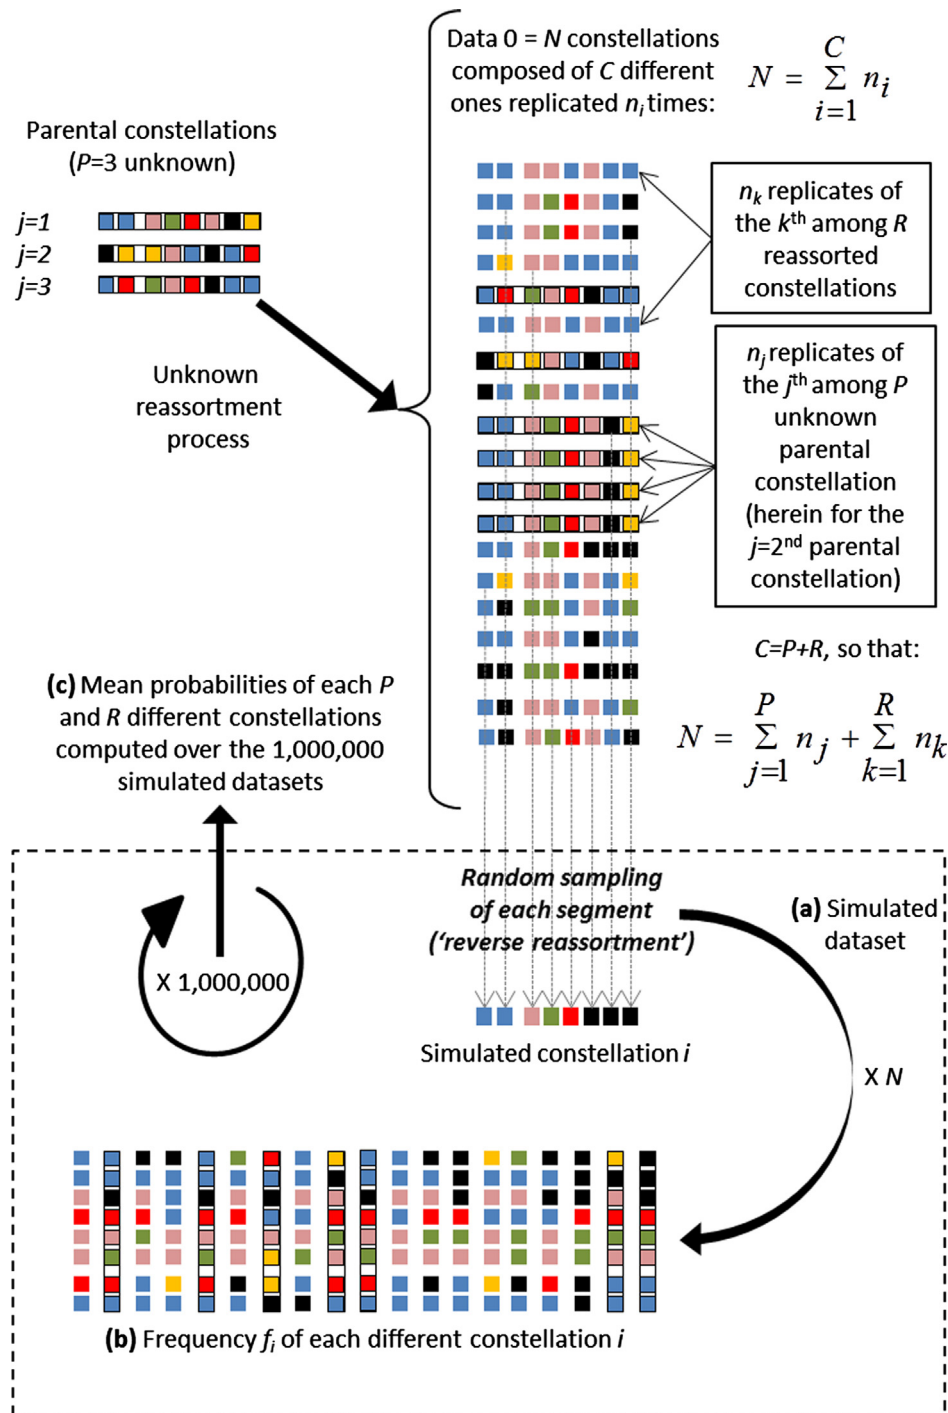 Data 0 = N constellations
composed of C different
ones replicated nᵢ times:
N = C ∑ i=1 nᵢ
Parental constellations
(P=3 unknown)
j=1
j=2
j=3
Unknown
reassortment
process
nₖ replicates of
the kᵗʰ among R
reassorted
constellations
nⱼ replicates of
the jᵗʰ among P
unknown
parental
constellation
(herein for the
j=2ⁿᵈ parental
constellation)
C=P+R, so that:
N = P ∑ j=1 nⱼ + R ∑ k=1 nₖ
(c) Mean probabilities of each P
and R different constellations
computed over the 1,000,000
simulated datasets
X 1,000,000
Random sampling
of each segment
(‘reverse reassortment’)
(a) Simulated
dataset
Simulated constellation i
X N
(b) Frequency fᵢ of each different constellation i